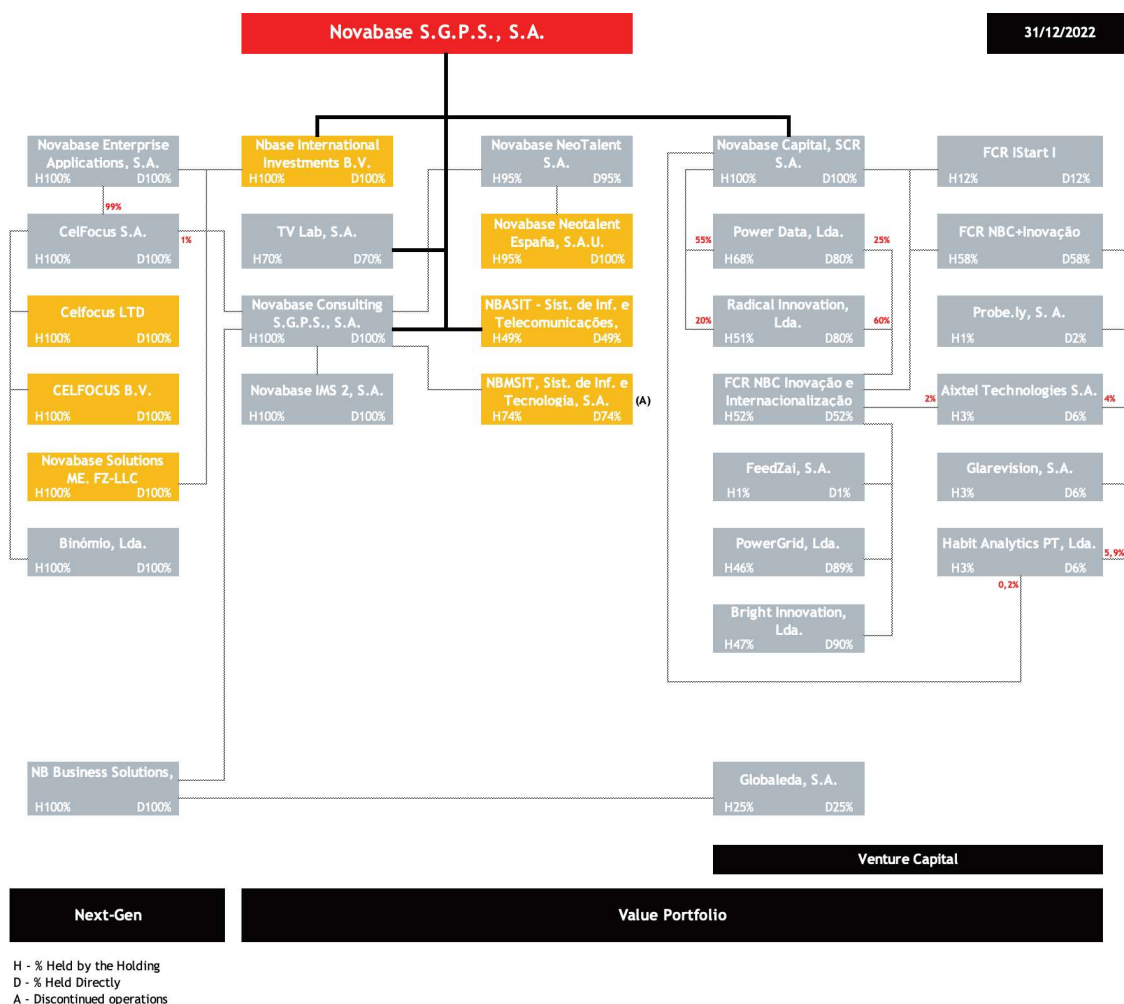 Novabase S.G.P.S., S.A.
31/12/2022
Novabase Enterprise
Applications, S.A.
H100% D100%
Nbase International
Investments B.V.
H100% D100%
Novabase NeoTalent
S.A.
H95% D95%
Novabase Capital, SCR
S.A.
H100% D100%
FCR IStart I
H12% D12%
99%
CelFocus S.A.
H100% D100%
1%
TV Lab, S.A.
H70% D70%
Novabase Neotalent
España, S.A.U.
H95% D100%
55%
Power Data, Lda.
H68% D80%
25%
FCR NBC+Inovação
H58% D58%
Celfocus LTD
H100% D100%
Novabase Consulting
S.G.P.S., S.A.
H100% D100%
NBASIT - Sist. de Inf. e
Telecomunicações,
H49% D49%
20%
Radical Innovation,
Lda.
H51% D80%
60%
Probe.ly, S. A.
H1% D2%
CELFOCUS B.V.
H100% D100%
Novabase IMS 2, S.A.
H100% D100%
NBMSIT, Sist. de Inf. e
Tecnologia, S.A.
H74% D74%
(A)
FCR NBC Inovação e
Internacionalização
H52% D52%
2%
Aixtel Technologies S.A.
H3% D6%
4%
Novabase Solutions
ME. FZ-LLC
H100% D100%
FeedZai, S.A.
H1% D1%
Glarevision, S.A.
H3% D6%
Binómio, Lda.
H100% D100%
PowerGrid, Lda.
H46% D89%
Habit Analytics PT, Lda.
H3% D6%
5,9%
0,2%
Bright Innovation,
Lda.
H47% D90%
NB Business Solutions,
H100% D100%
Globaleda, S.A.
H25% D25%
Venture Capital
Next-Gen
Value Portfolio
H - % Held by the Holding
D - % Held Directly
A - Discontinued operations